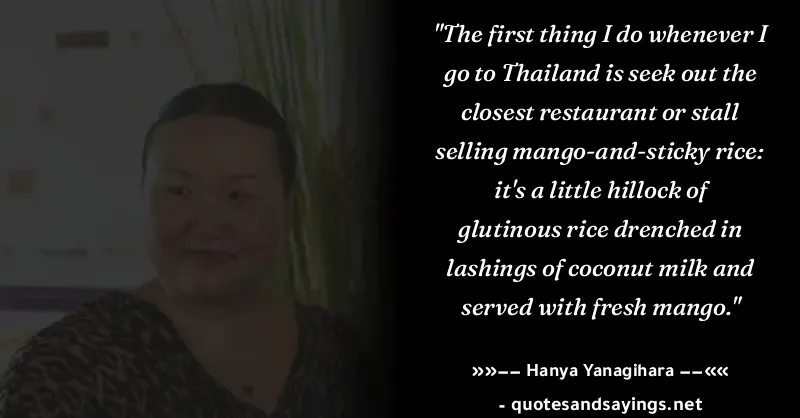 "The first thing I do whenever I
go to Thailand is seek out the
closest restaurant or stall
selling mango-and-sticky rice:
it's a little hillock of
glutinous rice drenched in
lashings of coconut milk and
served with fresh mango."
»»—— Hanya Yanagihara ——««
- quotesandsayings.net